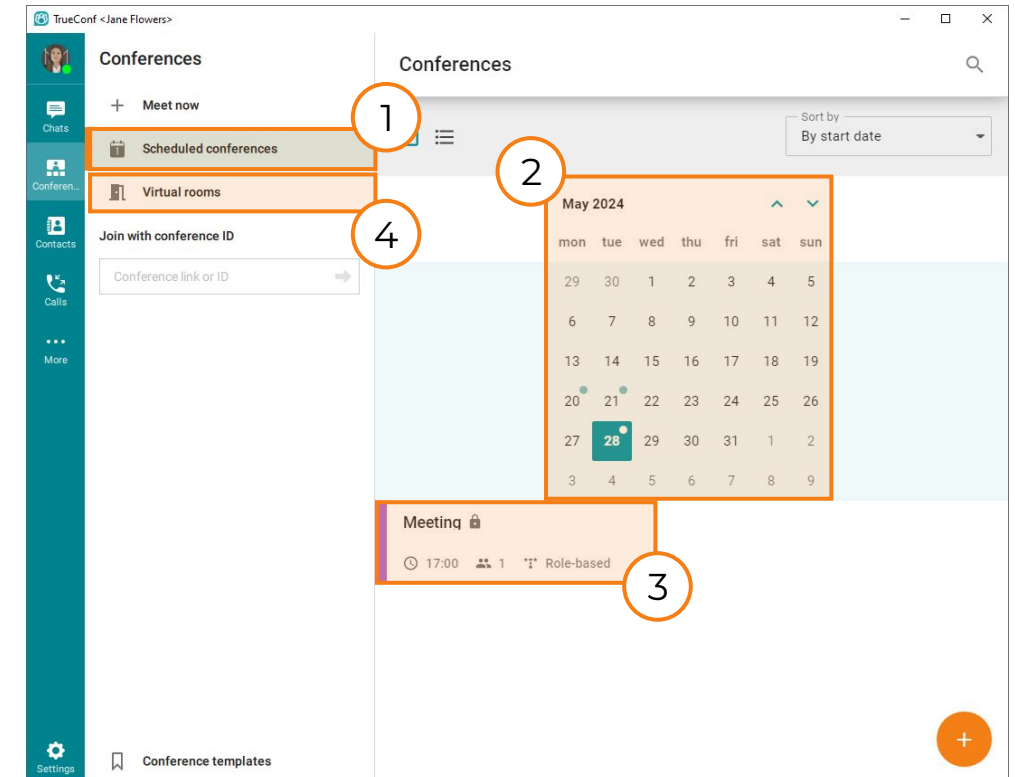 TrueConf <Jane Flowers>
Conferences
Meet now
Scheduled conferences
Virtual rooms
Join with conference ID
Conference link or ID
Chats
Conferen...
Contacts
Calls
More
Settings
Conference templates
Conferences
Sort by
By start date
1
2
3
4
May 2024
mon tue wed thu fri sat sun
29 30 1 2 3 4 5
6 7 8 9 10 11 12
13 14 15 16 17 18 19
20 21 22 23 24 25 26
27 28 29 30 31 1 2
3 4 5 6 7 8 9
Meeting
17:00 1 Role-based